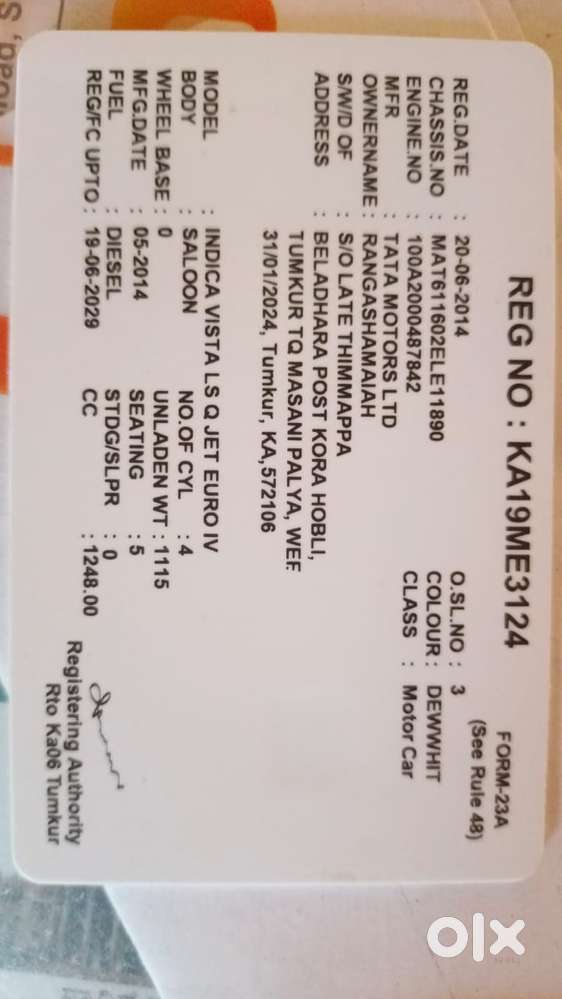 REG NO : KA19ME3124
FORM-23A
(See Rule 48)
REG.DATE : 20-06-2014 O.SL.NO : 3
CHASSIS.NO : MAT611602ELE11890 COLOUR : DEWWHIT
ENGINE.NO : 100A2000487842 CLASS : Motor Car
MFR : TATA MOTORS LTD
OWNERNAME : RANGASHAMAIAH
S/W/D OF : S/O LATE THIMMAPPA
ADDRESS : BELADHARA POST KORA HOBLI,
TUMKUR TQ MASANI PALYA, WEF.
31/01/2024, Tumkur, KA,572106
MODEL : INDICA VISTA LS Q JET EURO IV
BODY : SALOON NO.OF CYL : 4
WHEEL BASE : 0 UNLADEN WT : 1115
MFG.DATE : 05-2014 SEATING : 5
FUEL : DIESEL STDG/SLPR : 0
REG/FC UPTO : 19-06-2029 CC : 1248.00
Registering Authority
Rto Ka06 Tumkur
olx